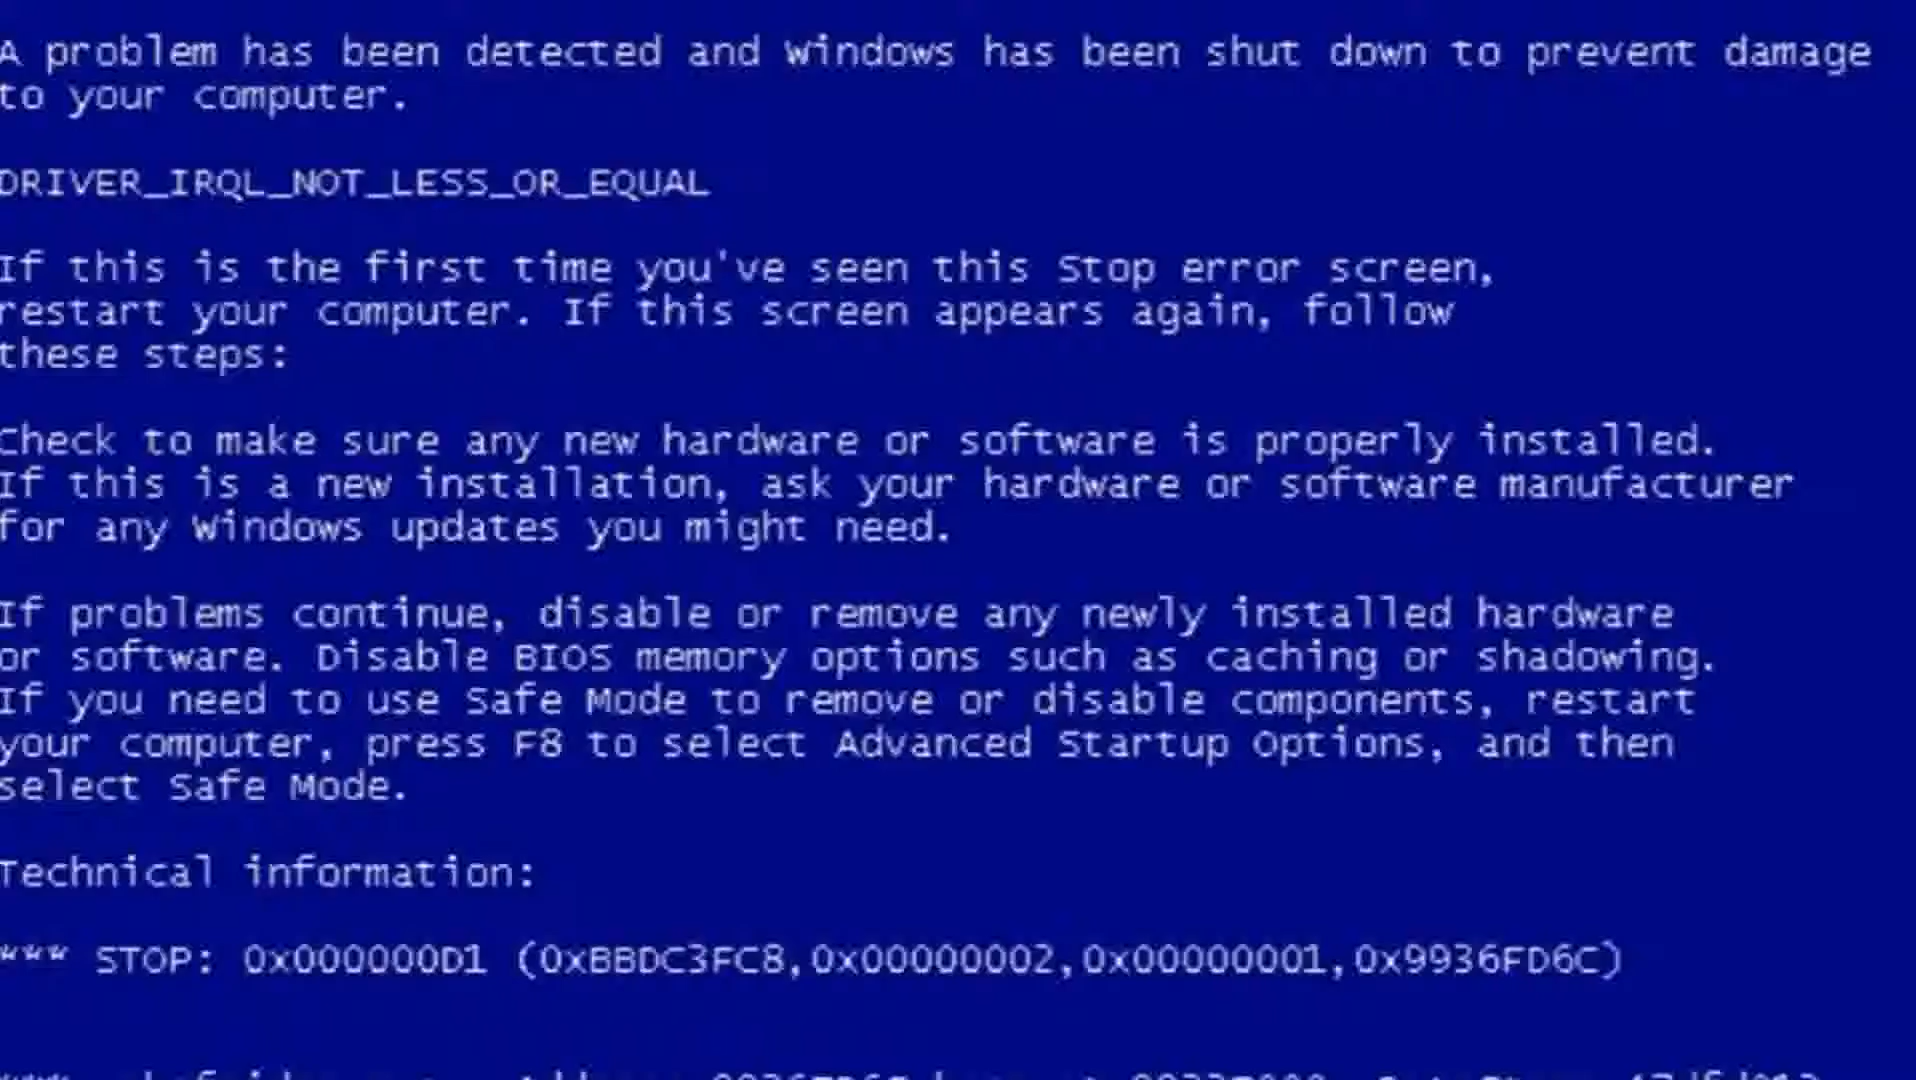 A problem has been detected and Windows has been shut down to prevent damage
to your computer.
DRIVER_IRQL_NOT_LESS_OR_EQUAL
If this is the first time you've seen this Stop error screen,
restart your computer. If this screen appears again, follow
these steps:
Check to make sure any new hardware or software is properly installed.
If this is a new installation, ask your hardware or software manufacturer
for any Windows updates you might need.
If problems continue, disable or remove any newly installed hardware
or software. Disable BIOS memory options such as caching or shadowing.
If you need to use Safe Mode to remove or disable components, restart
your computer, press F8 to select Advanced Startup Options, and then
select Safe Mode.
Technical information:
*** STOP: 0x000000D1 (0xBBDC3FC8,0x00000002,0x00000001,0x9936FD6C)